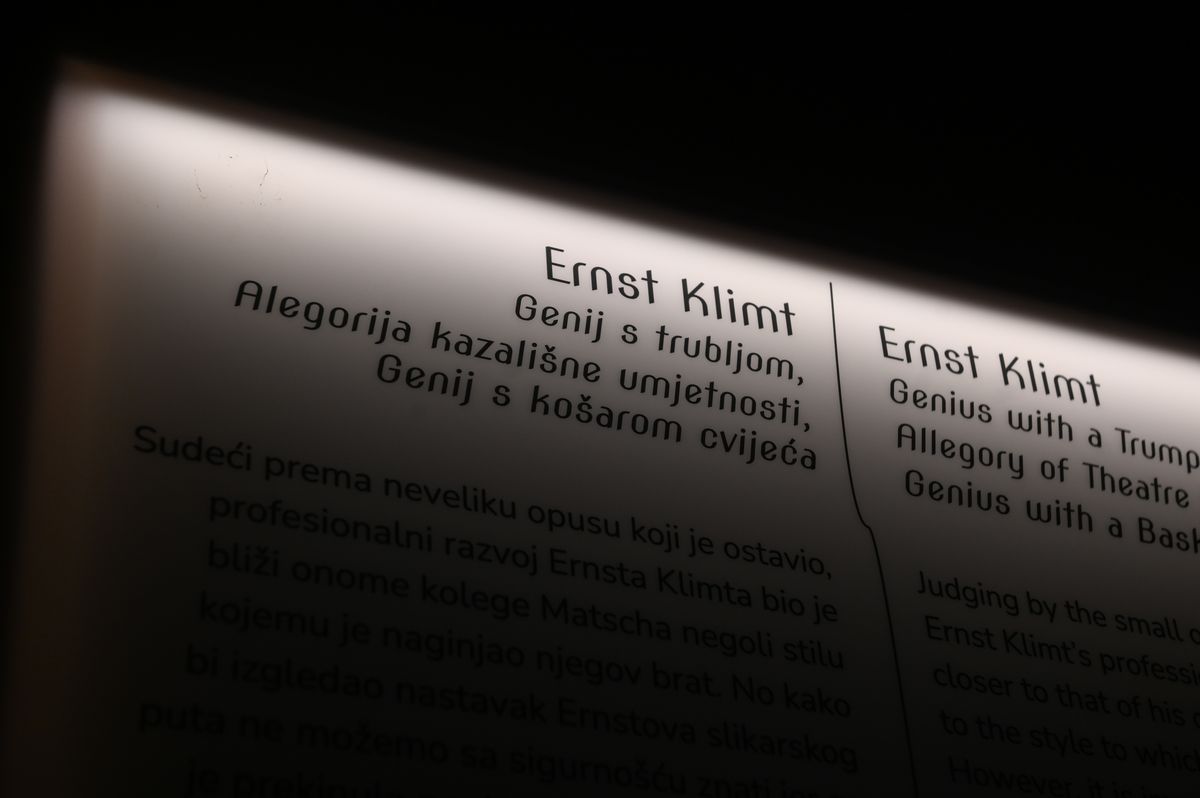 Ernst Klimt
Genij s trubljom,
Alegorija kazališne umjetnosti,
Genij s košarom cvijeća
Sudeći prema neveliku opusu koji je ostavio,
profesionalni razvoj Ernsta Klimta bio je
bliži onome kolege Matscha negoli stilu
kojemu je naginjao njegov brat. No kako
bi izgledao nastavak Ernstova slikarskog
puta ne možemo sa sigurnošću znati jer
je prekinula
Ernst Klimt
Genius with a Trump
Allegory of Theatre
Genius with a Bask
Judging by the small
Ernst Klimt's professi
closer to that of his
to the style to which
However, it is